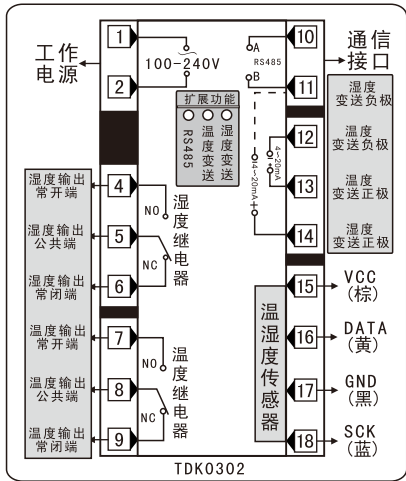 工作
电源
1
2
100-240V
A
RS485
B
10
11
通信
接口
扩展功能
RS485
温度变送
湿度变送
湿度
变送负极
温度
变送负极
温度
变送正极
湿度
变送正极
12
13
14
4~20mA
4~20mA
湿度输出
常开端
湿度输出
公共端
湿度输出
常闭端
4
5
6
NO
NC
湿度继电器
温度输出
常开端
温度输出
公共端
温度输出
常闭端
7
8
9
NO
NC
温度继电器
温湿度传感器
15
16
17
18
VCC
(棕)
DATA
(黄)
GND
(黑)
SCK
(蓝)
TDK0302